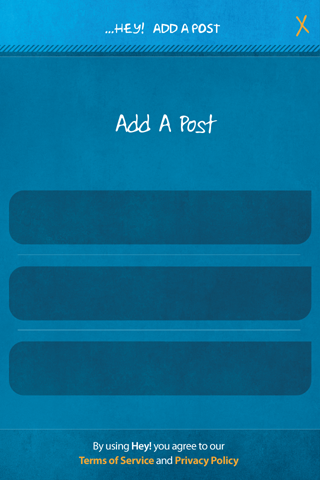 ...HEY! ADD A POST
X
Add A Post
By using Hey! you agree to our
Terms of Service and Privacy Policy